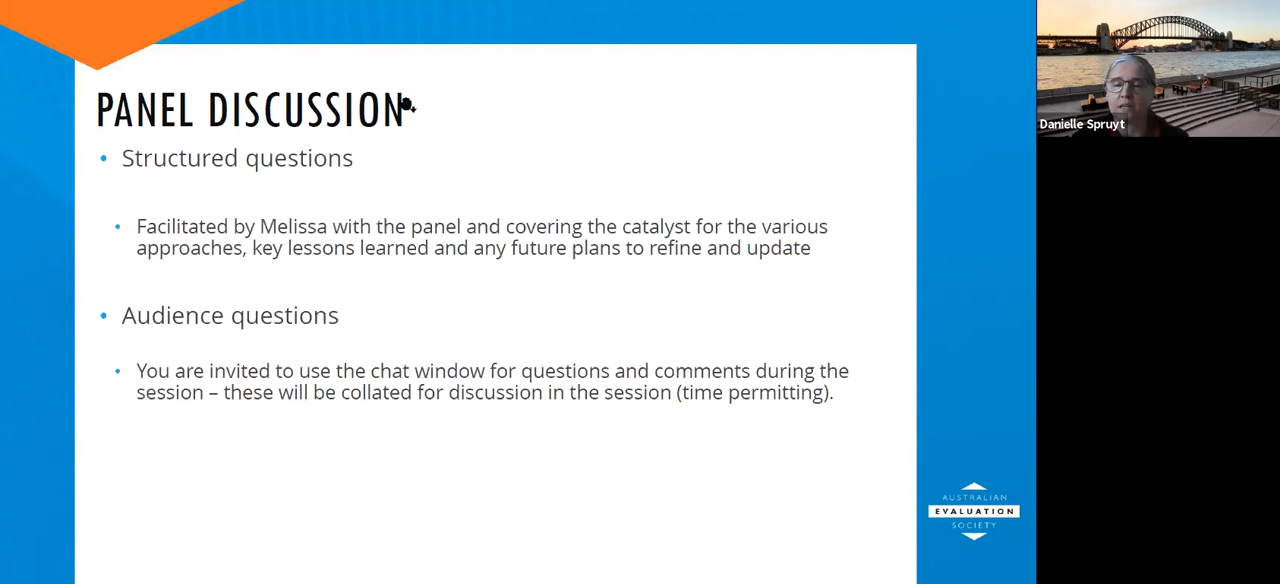 PANEL DISCUSSION
Structured questions
Facilitated by Melissa with the panel and covering the catalyst for the various
approaches, key lessons learned and any future plans to refine and update
Audience questions
You are invited to use the chat window for questions and comments during the
session – these will be collated for discussion in the session (time permitting).
Danielle Spruyt
AUSTRALIAN
EVALUATION
SOCIETY